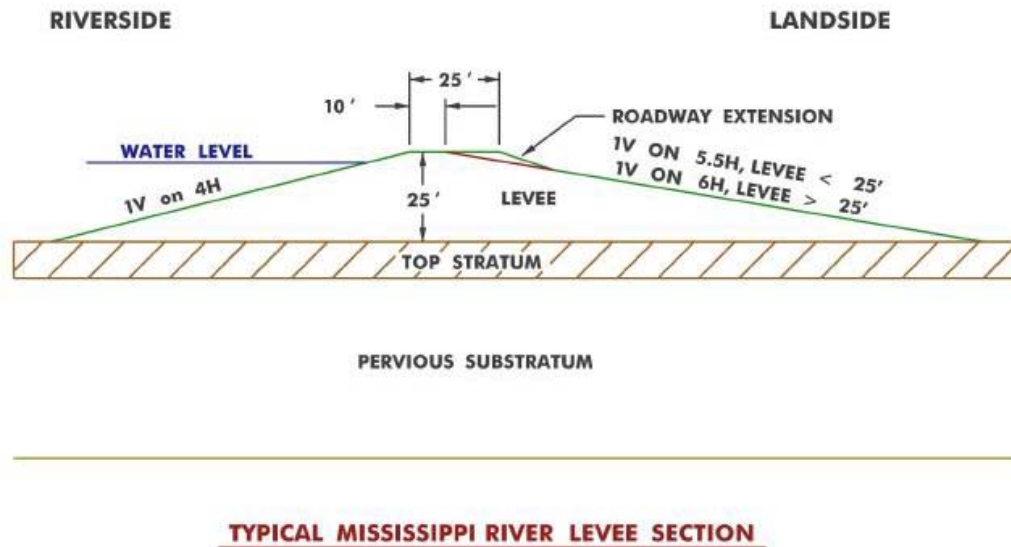 RIVERSIDE
LANDSIDE
25'
10'
ROADWAY EXTENSION
WATER LEVEL
1V ON 5.5H, LEVEE < 25'
1V ON 6H, LEVEE > 25'
1V on 4H
25'
LEVEE
TOP STRATUM
PERVIOUS SUBSTRATUM
TYPICAL MISSISSIPPI RIVER LEVEE SECTION